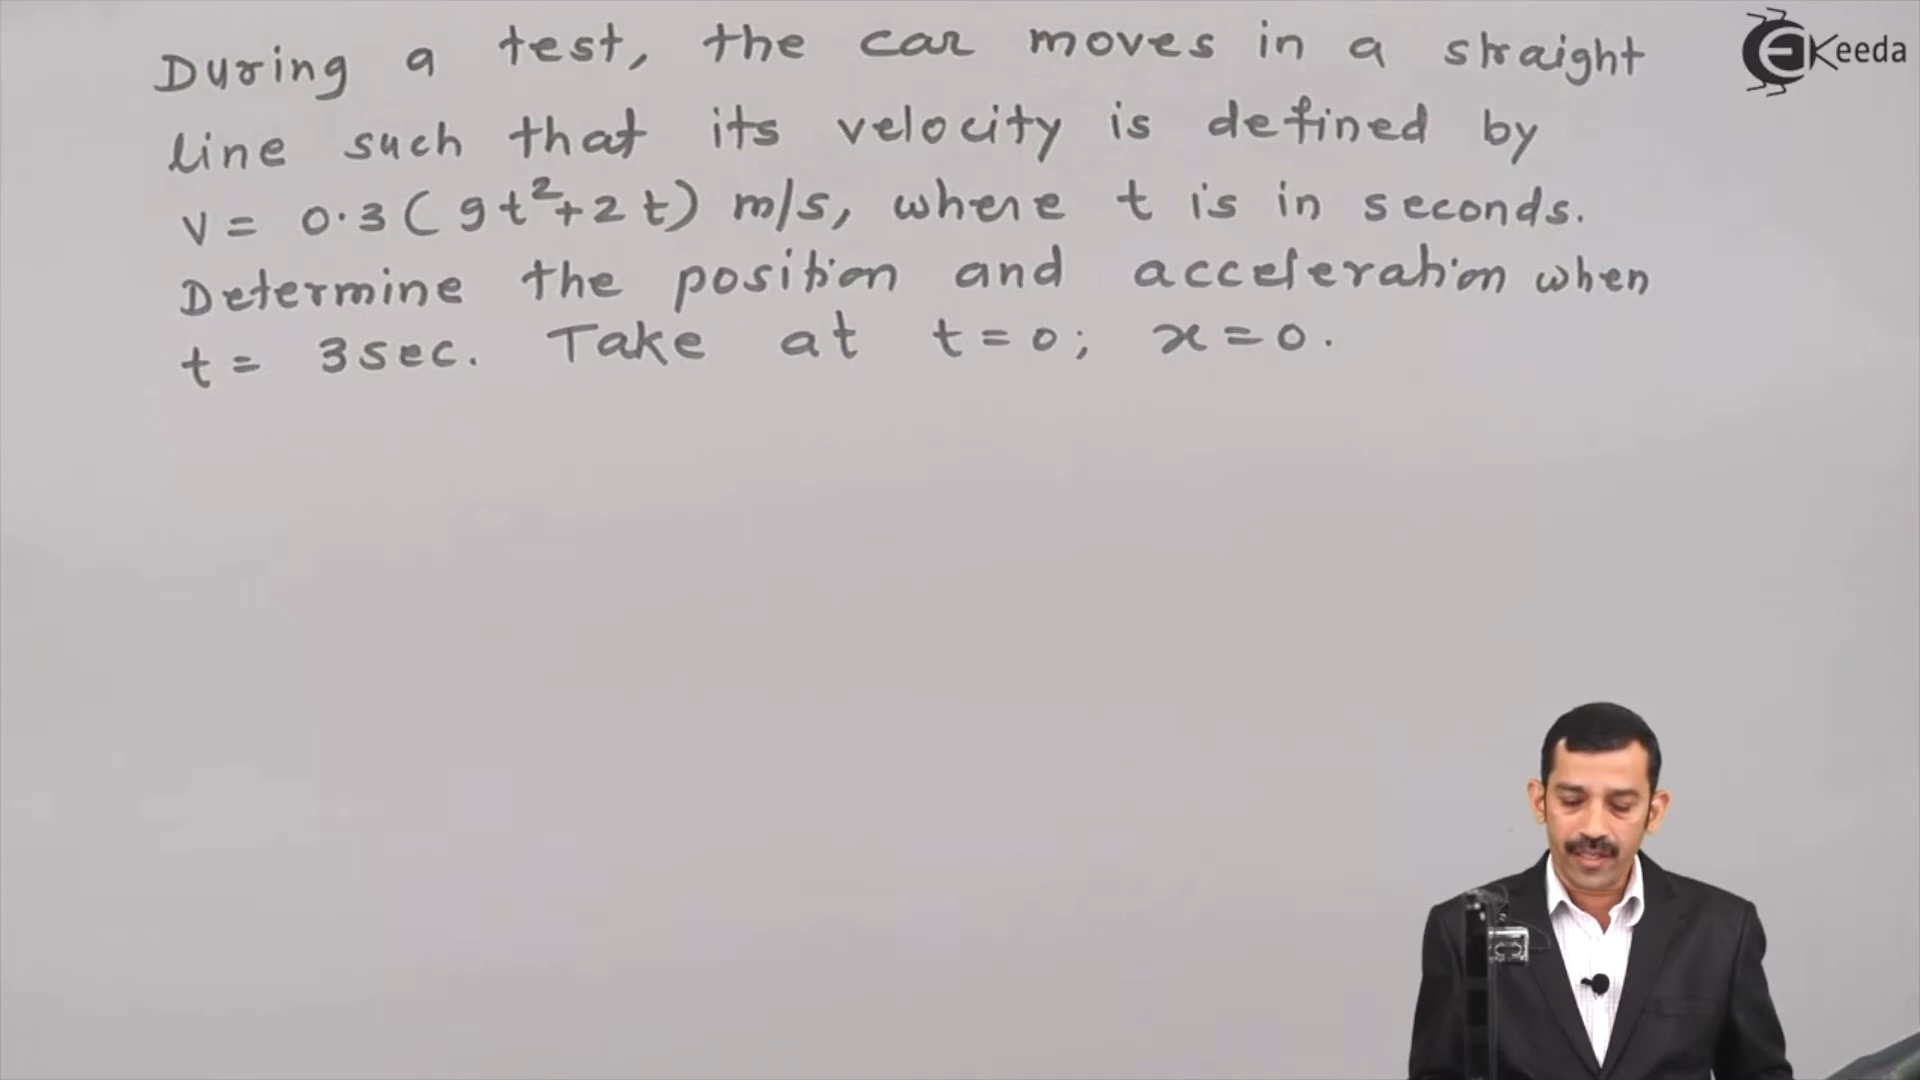 During a test, the car moves in a straight
line such that its velocity is defined by
v = 0.3 ( 9t²+2t) m/s, where t is in seconds.
Determine the position and acceleration when
t = 3sec. Take at t=0; x=0.
Ekeeda